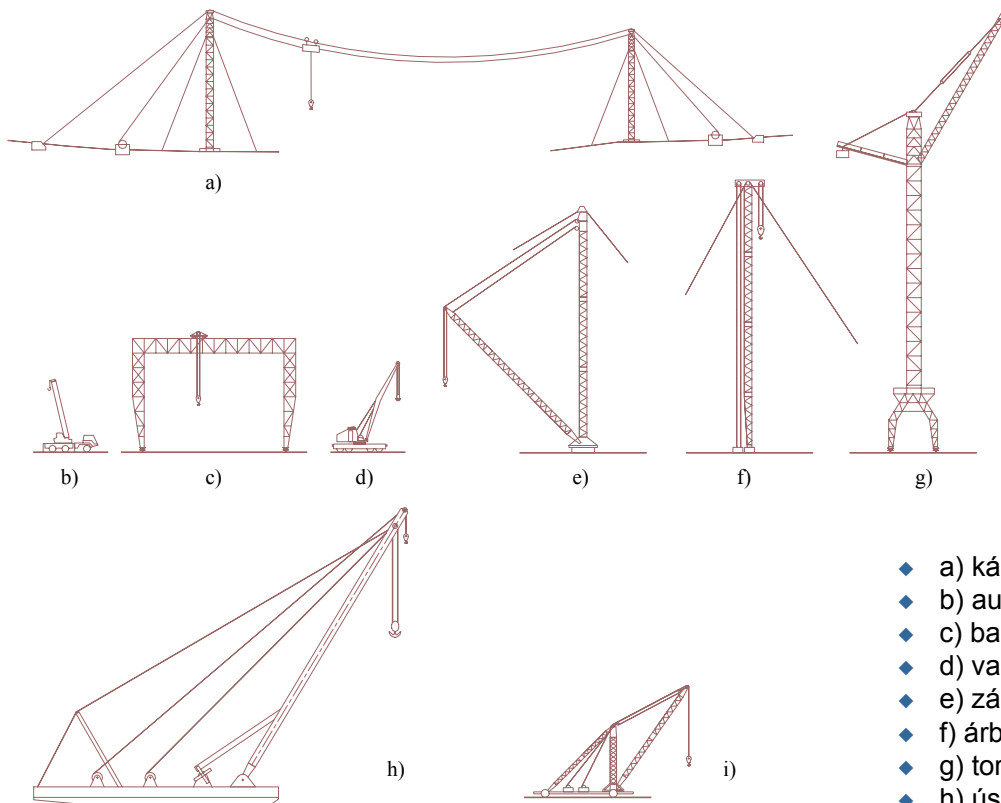 a)
b) c) d) e) f) g)
h) i)
a) ká
b) au
c) ba
d) va
e) zá
f) árb
g) tor
h) ús